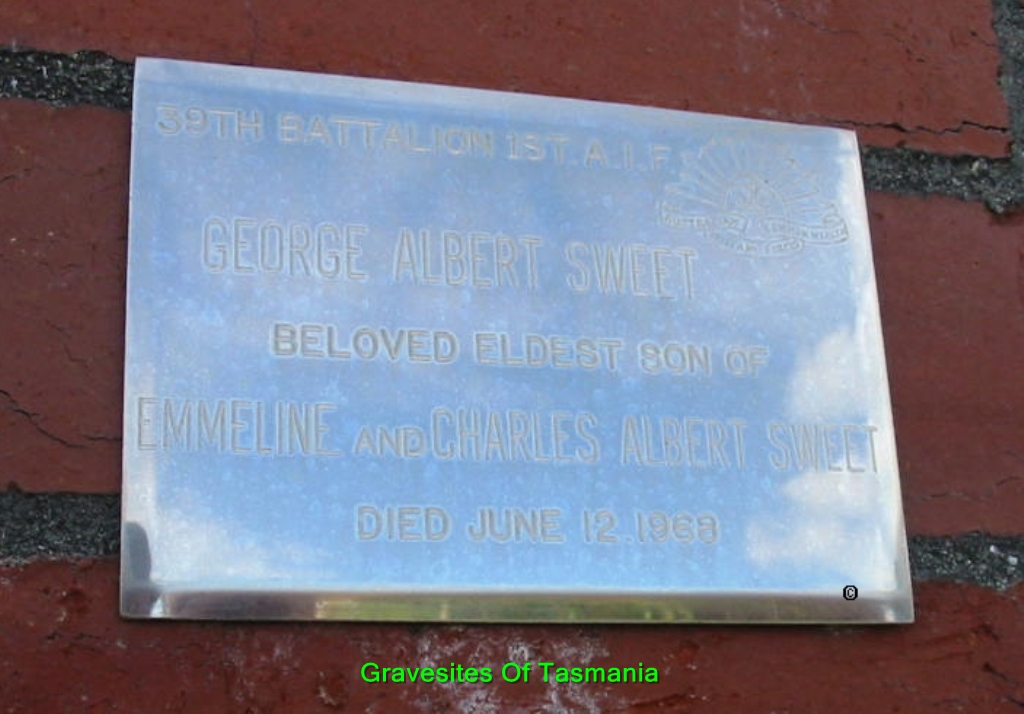 39TH BATTALION 1ST. A.I.F.
GEORGE ALBERT SWEET
BELOVED ELDEST SON OF
EMMELINE AND CHARLES ALBERT SWEET
DIED JUNE 12.1968
©
Gravesites Of Tasmania